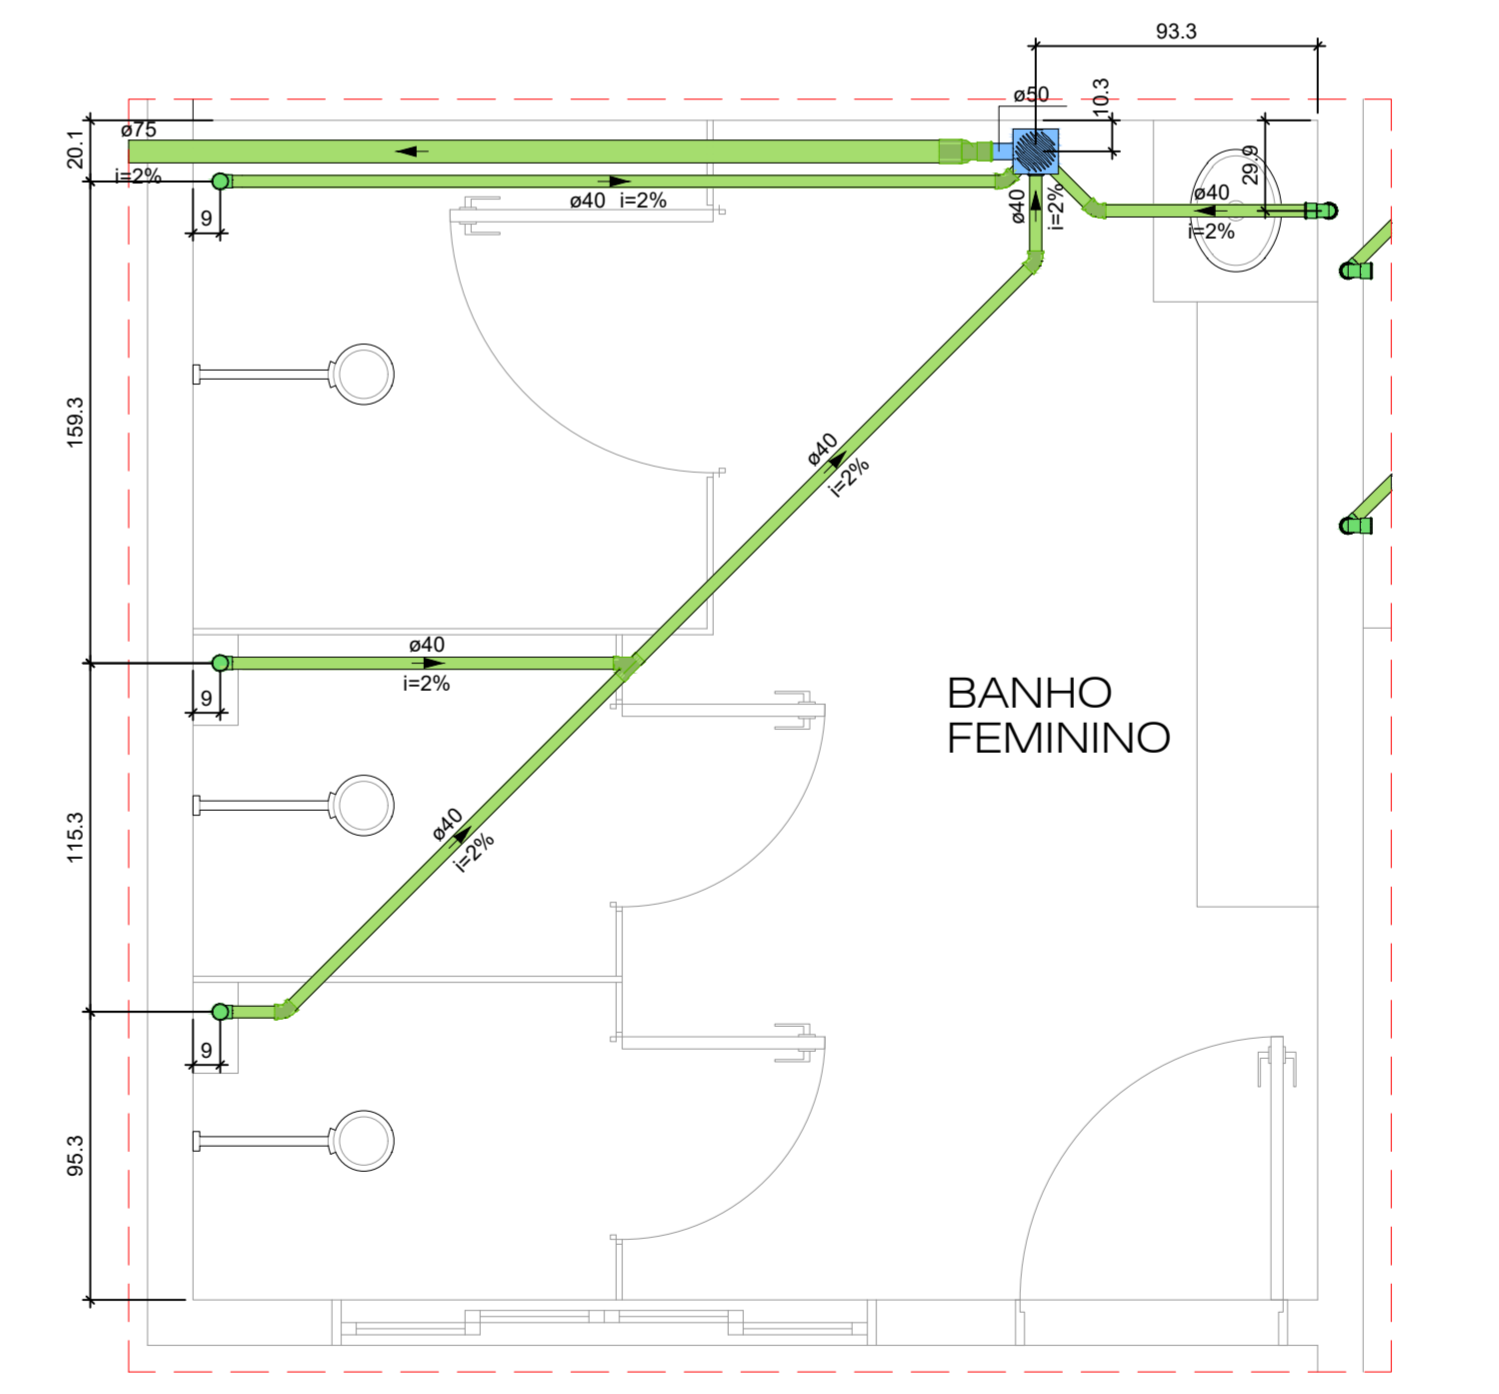 93.3
ø50
10.3
ø75
20.1
i=2%
ø40 i=2%
9
ø40
i=2%
29.9
ø40
i=2%
159.3
ø40
i=2%
ø40
i=2%
9
BANHO
FEMININO
115.3
ø40
i=2%
9
95.3